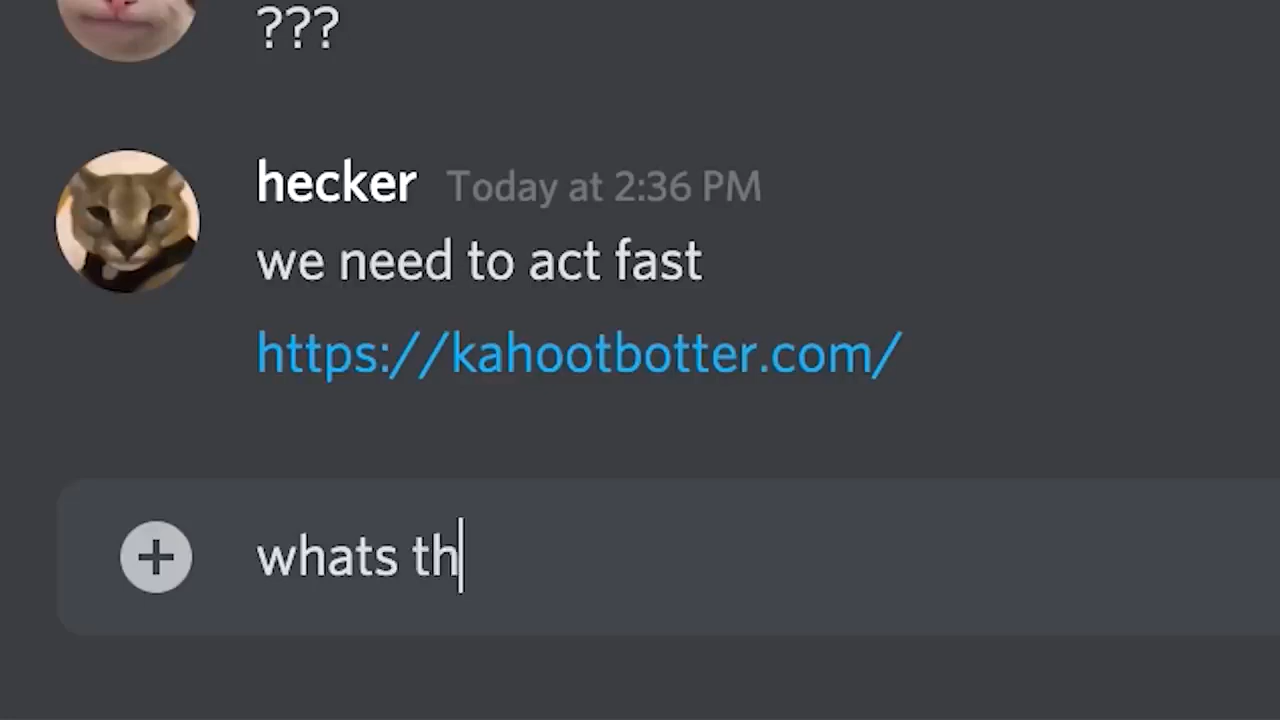 ???
hecker Today at 2:36 PM
we need to act fast
https://kahootbotter.com/
whats th